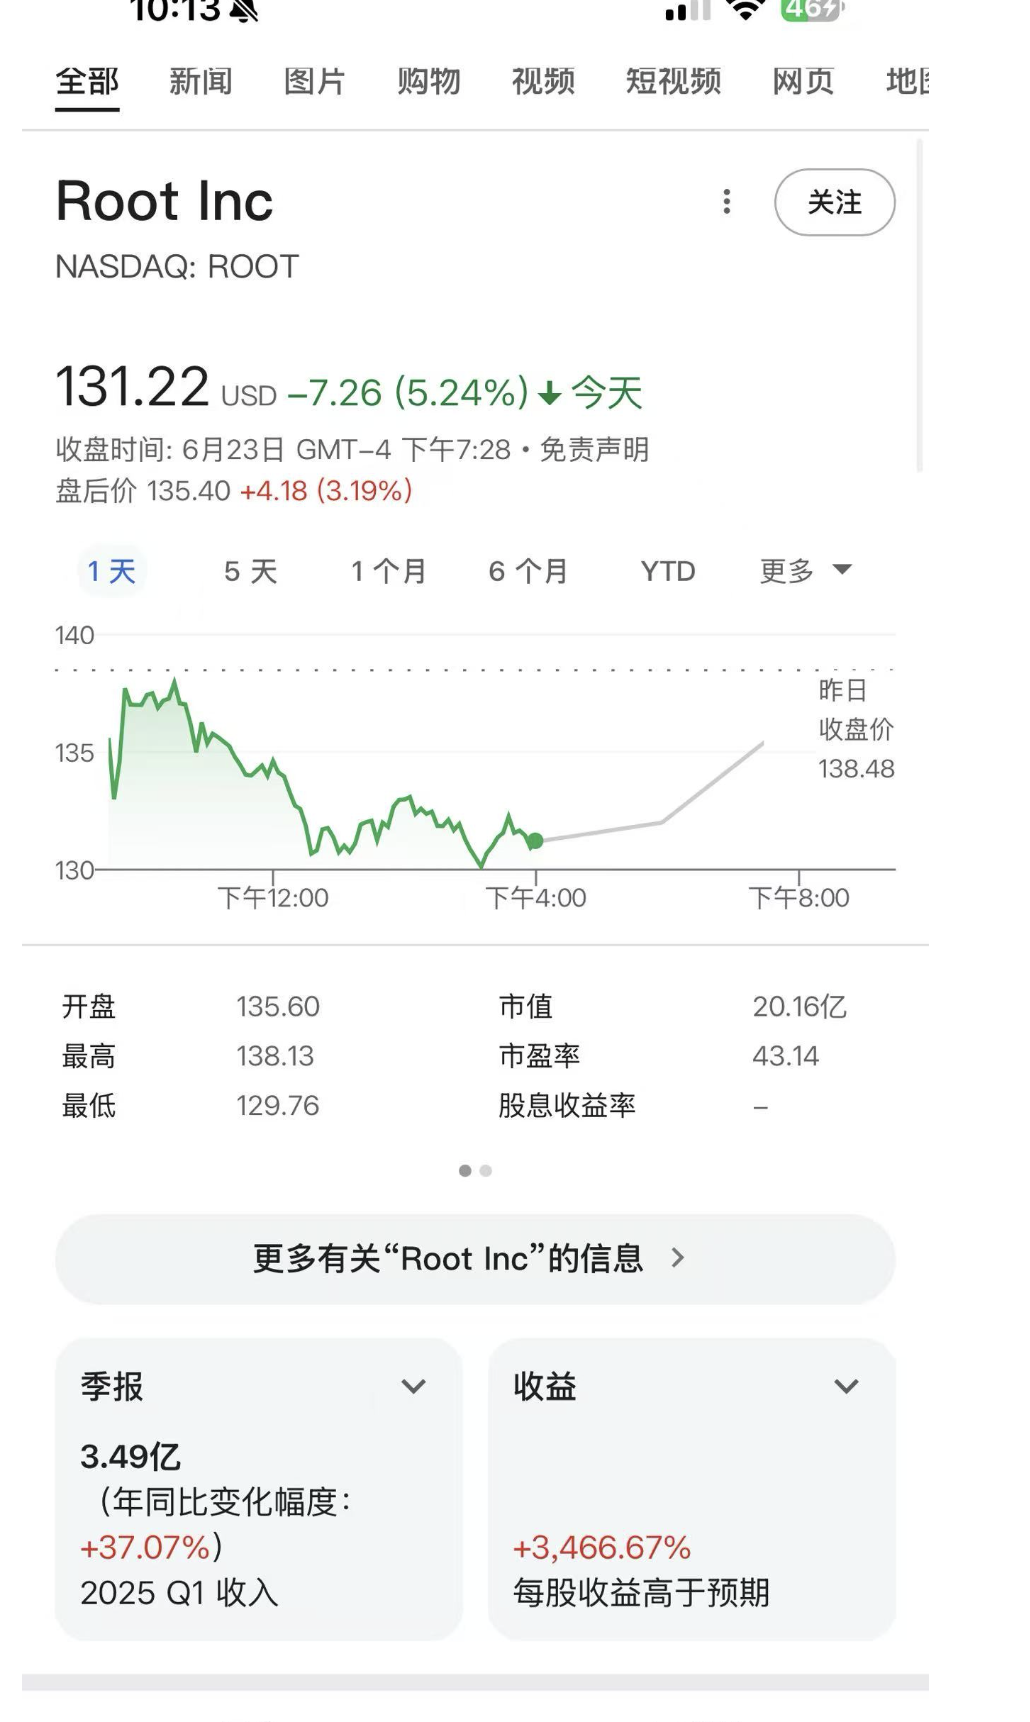 10:13
46
全部 新闻 图片 购物 视频 短视频 网页 地图
Root Inc
关注
NASDAQ: ROOT
131.22 USD −7.26 (5.24%) ↓ 今天
收盘时间: 6月23日 GMT−4 下午7:28 • 免责声明
盘后价 135.40 +4.18 (3.19%)
1 天 5 天 1 个月 6 个月 YTD 更多
140
昨日
收盘价
138.48
135
130
下午12:00 下午4:00 下午8:00
开盘 135.60 市值 20.16亿
最高 138.13 市盈率 43.14
最低 129.76 股息收益率 –
更多有关“Root Inc”的信息
季报
3.49亿
（年同比变化幅度：
+37.07%）
2025 Q1 收入
收益
+3,466.67%
每股收益高于预期